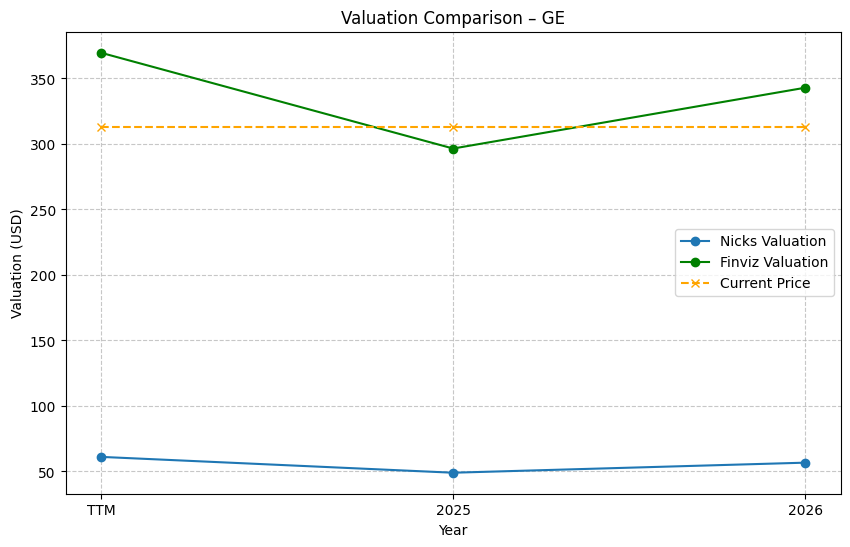 Valuation Comparison – GE
Valuation (USD)
350
300
250
200
150
100
50
Nicks Valuation
Finviz Valuation
Current Price
TTM
2025
2026
Year